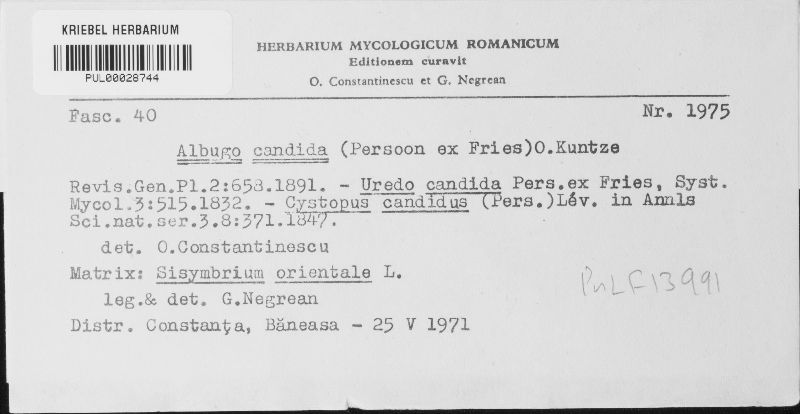 KRIEBEL HERBARIUM
PUL00028744
HERBARIUM MYCOLOGICUM ROMANICUM
Editionem curavit
O. Constantinescu et G. Negrean
Fasc. 40
Nr. 1975
Albugo candida (Persoon ex Fries)O.Kuntze
Revis.Gen.Pl.2:658.1891. - Uredo candida Pers.ex Fries, Syst.
Mycol.3:515.1832. - Cystopus candidus (Pers.)Lév. in Annls
Sci.nat.ser.3.8:371.1847.
det. O.Constantinescu
Matrix: Sisymbrium orientale L.
leg.& det. G.Negrean
PuLF13991
Distr. Constanţa, Băneasa - 25 V 1971